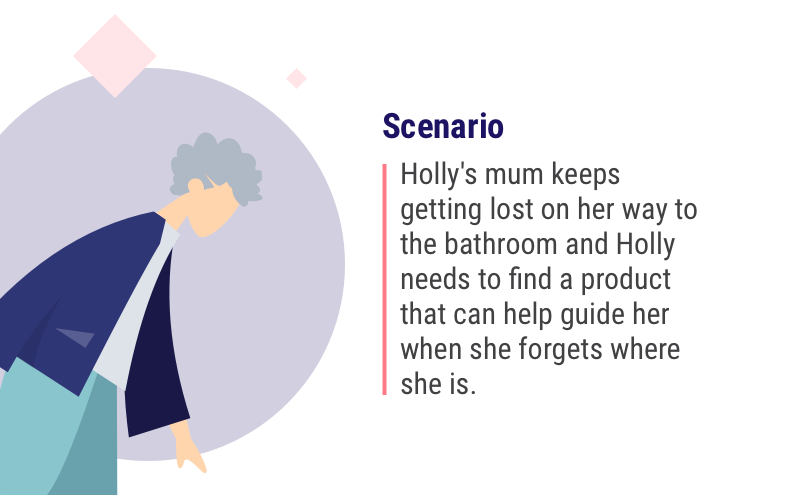 Scenario
Holly's mum keeps
getting lost on her way to
the bathroom and Holly
needs to find a product
that can help guide her
when she forgets where
she is.